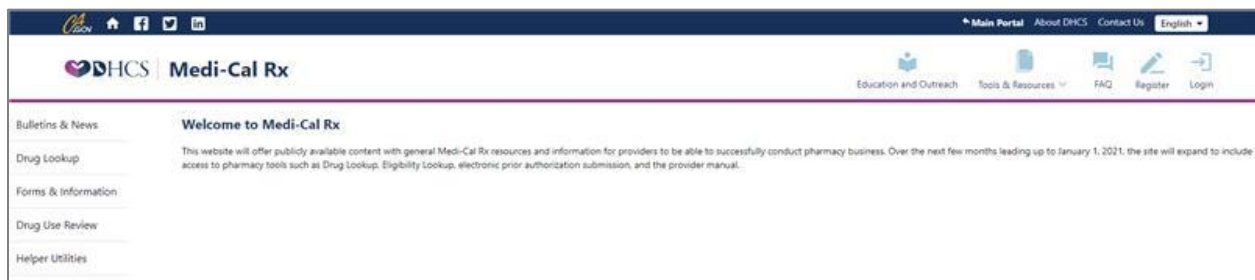 CA.GOV
Main Portal About DHCS Contact Us English
DHCS Medi-Cal Rx
Education and Outreach Tools & Resources FAQ Register Login
Bulletins & News
Drug Lookup
Forms & Information
Drug Use Review
Helper Utilities
Welcome to Medi-Cal Rx
This website will offer publicly available content with general Medi-Cal Rx resources and information for providers to be able to successfully conduct pharmacy business. Over the next few months leading up to January 1, 2021, the site will expand to include
access to pharmacy tools such as Drug Lookup, Eligibility Lookup, electronic prior authorization submission, and the provider manual.